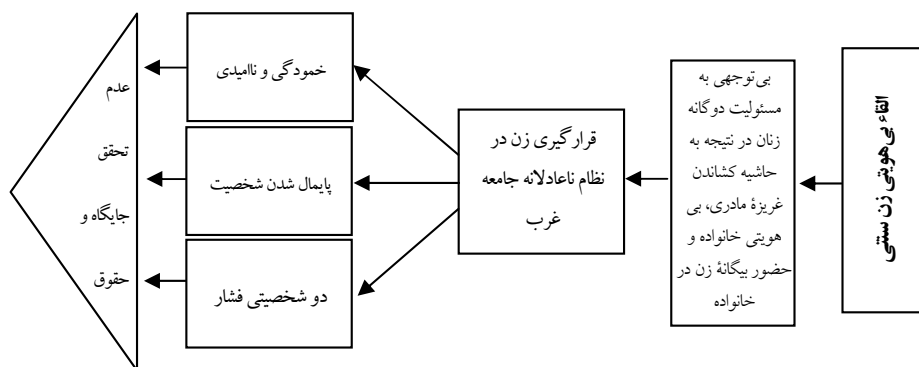 القاء بی‌هویتی زن سنتی
بی‌توجهی به
مسئولیت دوگانه
زنان در نتیجه به
حاشیه کشاندن
غریزۀ مادری، بی
هویتی خانواده و
حضور بیگانۀ زن در
خانواده
قرارگیری زن در
نظام ناعادلانه جامعه
غرب
خمودگی و ناامیدی
پایمال شدن شخصیت
دو شخصیتی فشار
عدم
تحقق
جایگاه و
حقوق